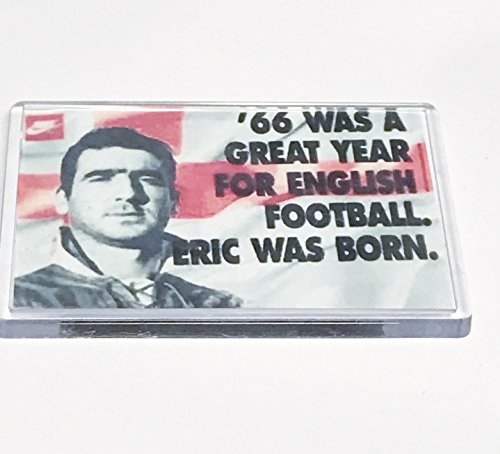 '66 WAS A
GREAT YEAR
FOR ENGLISH
FOOTBALL.
ERIC WAS BORN.